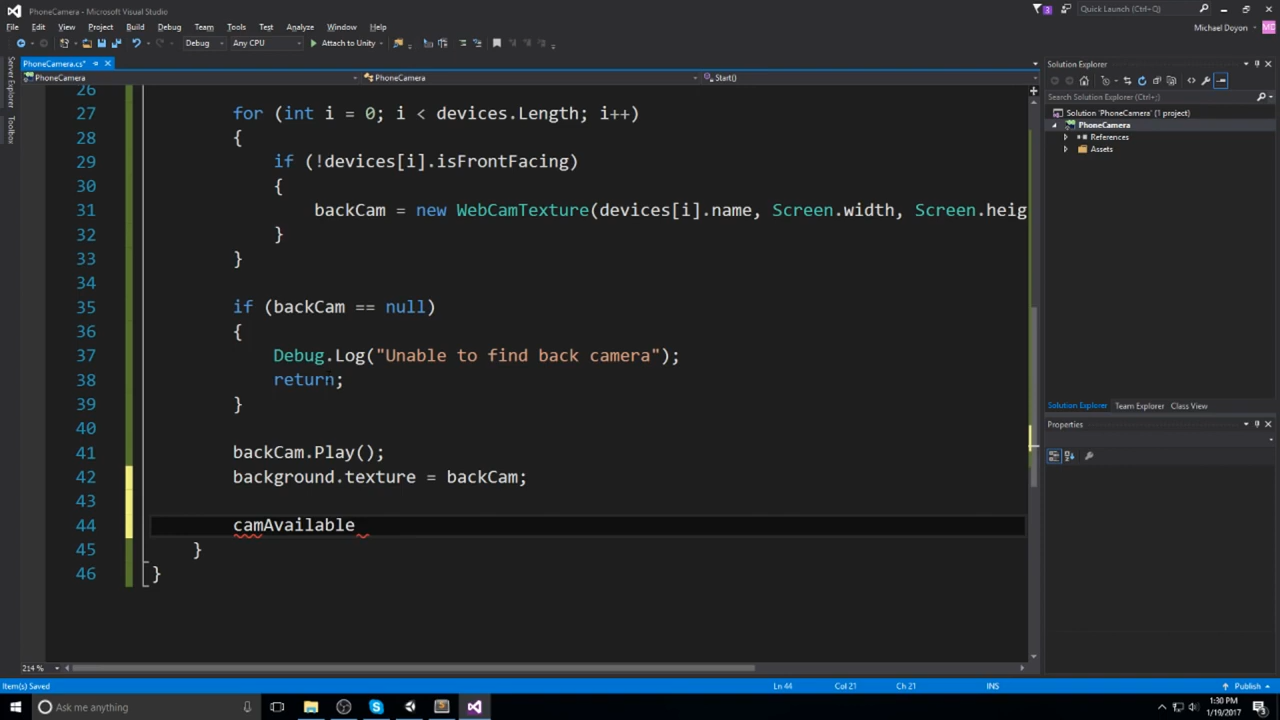 PhoneCamera - Microsoft Visual Studio
3
Quick Launch (Ctrl+Q)
File Edit View Project Build Debug Team Tools Test Analyze Window Help
Michael Doyon
Debug Any CPU Attach to Unity
PhoneCamera.cs*
Solution Explorer
PhoneCamera PhoneCamera Start()
Server Explorer
Toolbox
Search Solution Explorer (Ctrl+;)
Solution 'PhoneCamera' (1 project)
PhoneCamera
References
Assets
26
27 for (int i = 0; i < devices.Length; i++)
28 {
29 if (!devices[i].isFrontFacing)
30 {
31 backCam = new WebCamTexture(devices[i].name, Screen.width, Screen.heig
32 }
33 }
34
35 if (backCam == null)
36 {
37 Debug.Log("Unable to find back camera");
38 return;
39 }
40
41 backCam.Play();
42 background.texture = backCam;
43
44 camAvailable
45 }
46 }
Solution Explorer Team Explorer Class View
Properties
214 %
Item(s) Saved Ln 44 Col 21 Ch 21 INS Publish
Ask me anything
1:30 PM
1/19/2017
3